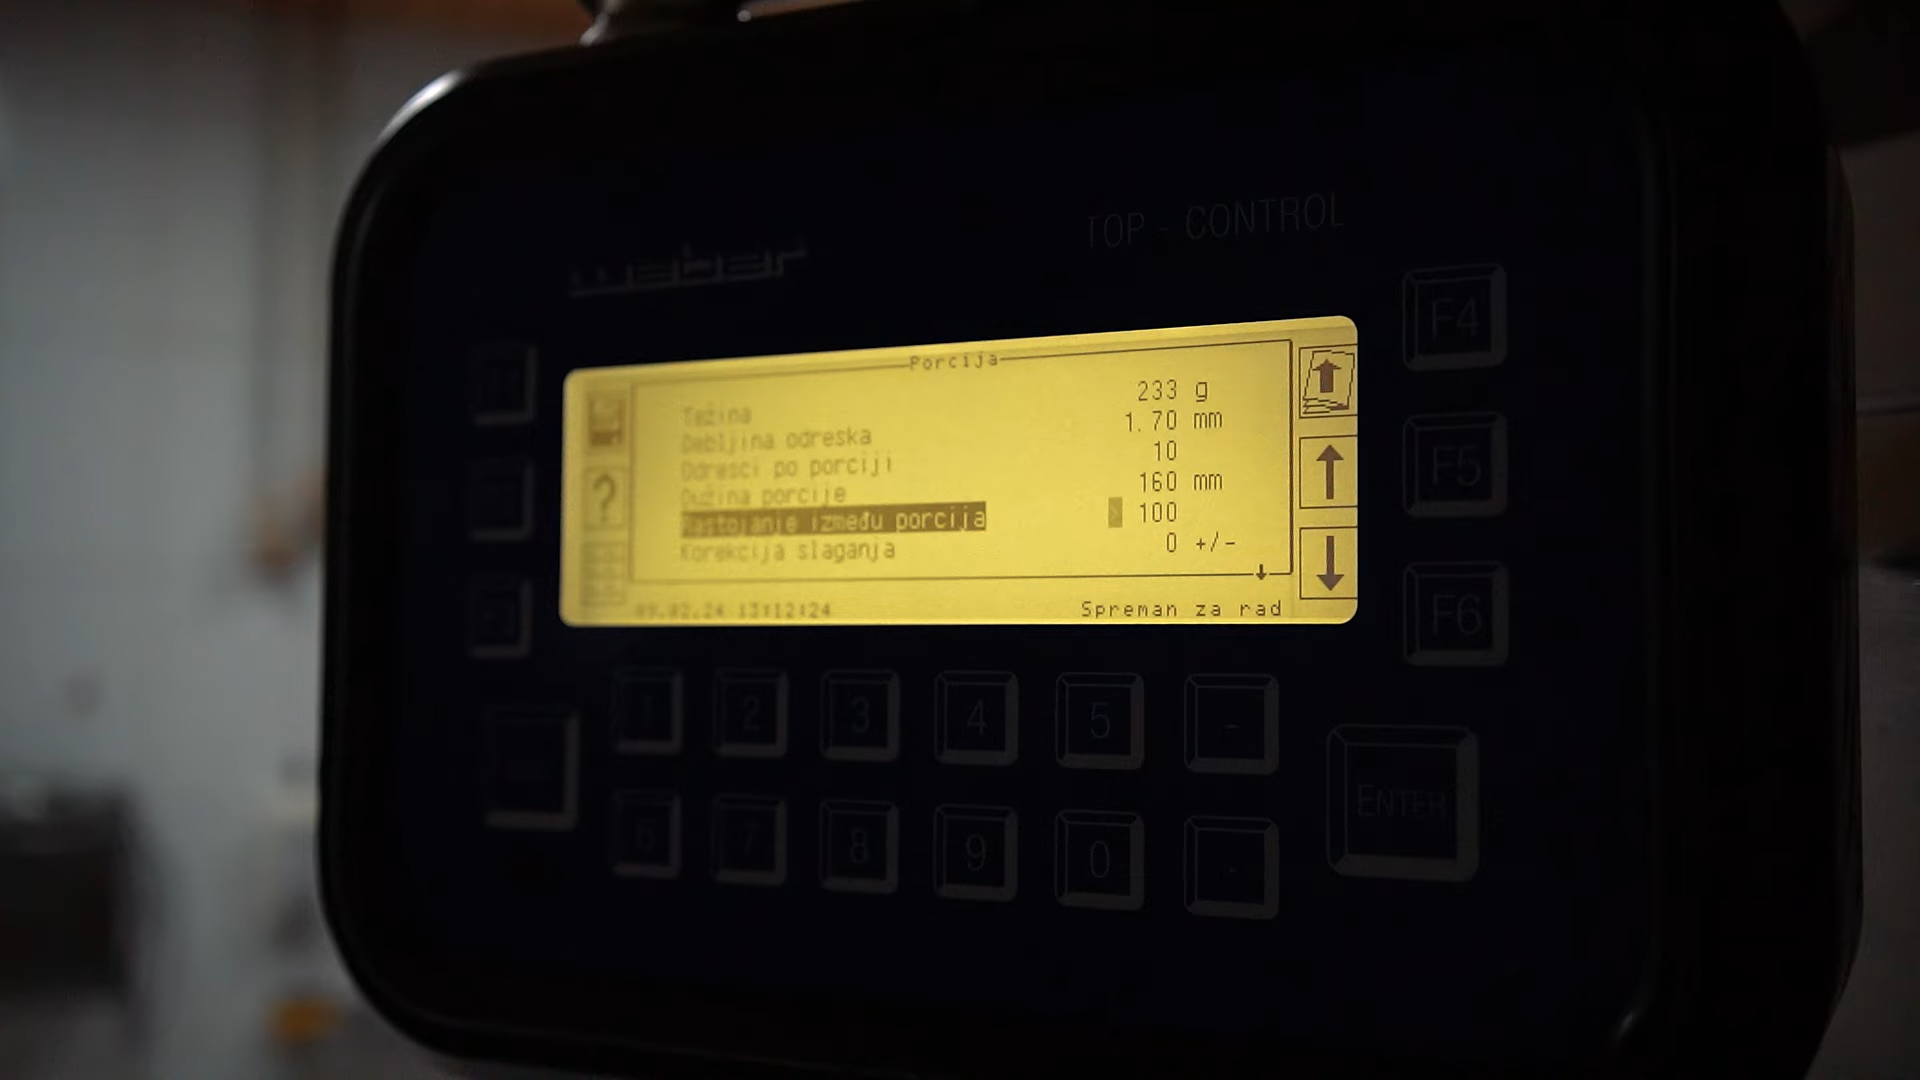 weber
TOP - CONTROL
Porcija
Težina 233 g
Debljina odreska 1.70 mm
Odresci po porciji 10
Dužina porcije 160 mm
Rastojanje između porcija 100
Korekcija slaganja 0 +/-
09.02.24 13:12:24 Spreman za rad
?
F4
F5
F6
1 2 3 4 5 -
6 7 8 9 0 .
ENTER